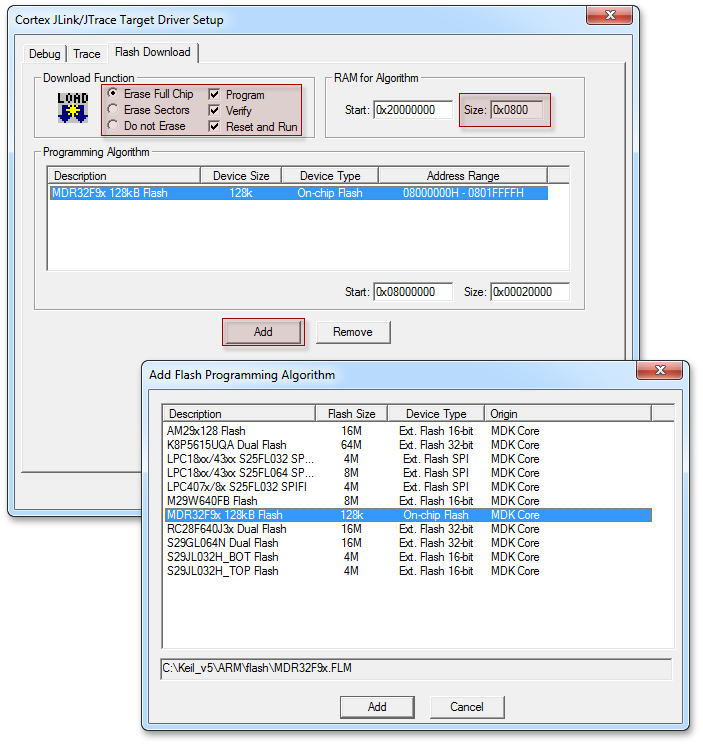 Cortex JLink/JTrace Target Driver Setup
Debug Trace Flash Download
Download Function
LOAD
Erase Full Chip Program
Erase Sectors Verify
Do not Erase Reset and Run
RAM for Algorithm
Start: 0x20000000 Size: 0x0800
Programming Algorithm
Description Device Size Device Type Address Range
MDR32F9x 128kB Flash 128k On-chip Flash 08000000H - 0801FFFFH
Start: 0x08000000 Size: 0x00020000
Add Remove
Add Flash Programming Algorithm
Description Flash Size Device Type Origin
AM29x128 Flash 16M Ext. Flash 16-bit MDK Core
K8P5615UQA Dual Flash 64M Ext. Flash 32-bit MDK Core
LPC18xx/43xx S25FL032 SP... 4M Ext. Flash SPI MDK Core
LPC18xx/43xx S25FL064 SP... 8M Ext. Flash SPI MDK Core
LPC407x/8x S25FL032 SPIFI 4M Ext. Flash SPI MDK Core
M29W640FB Flash 8M Ext. Flash 16-bit MDK Core
MDR32F9x 128kB Flash 128k On-chip Flash MDK Core
RC28F640J3x Dual Flash 16M Ext. Flash 32-bit MDK Core
S29GL064N Dual Flash 16M Ext. Flash 32-bit MDK Core
S29JL032H_BOT Flash 4M Ext. Flash 16-bit MDK Core
S29JL032H_TOP Flash 4M Ext. Flash 16-bit MDK Core
C:\Keil_v5\ARM\flash\MDR32F9x.FLM
Add Cancel